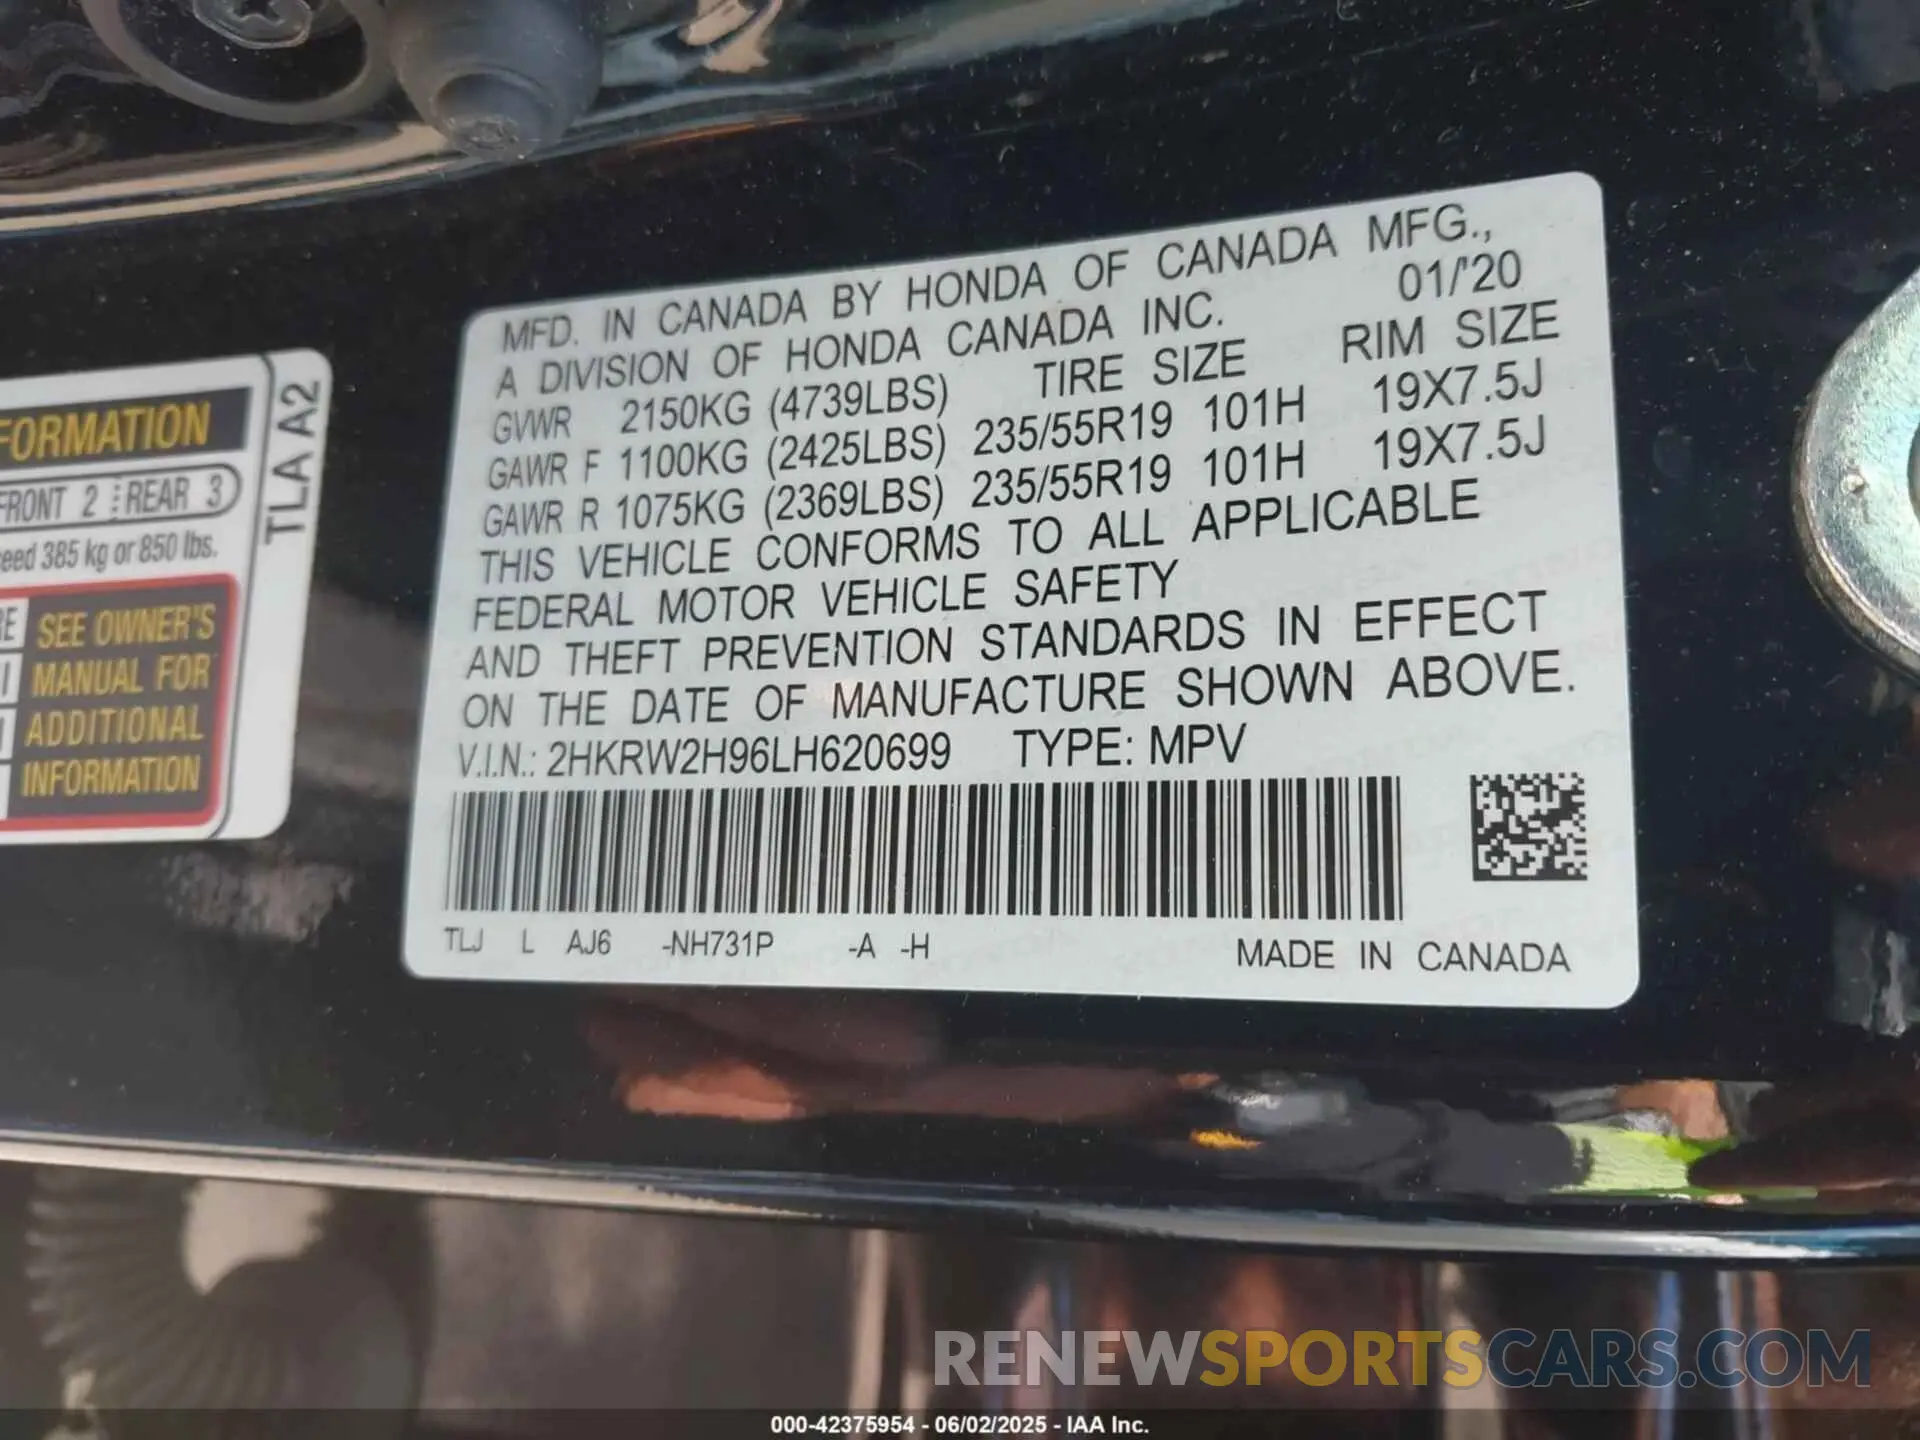 MFD. IN CANADA BY HONDA OF CANADA MFG.,
A DIVISION OF HONDA CANADA INC. 01/'20
GVWR 2150KG (4739LBS) TIRE SIZE RIM SIZE
GAWR F 1100KG (2425LBS) 235/55R19 101H 19X7.5J
GAWR R 1075KG (2369LBS) 235/55R19 101H 19X7.5J
THIS VEHICLE CONFORMS TO ALL APPLICABLE
FEDERAL MOTOR VEHICLE SAFETY
AND THEFT PREVENTION STANDARDS IN EFFECT
ON THE DATE OF MANUFACTURE SHOWN ABOVE.
V.I.N.: 2HKRW2H96LH620699 TYPE: MPV
TLJ L AJ6 -NH731P -A -H MADE IN CANADA
FRONT 2 REAR 3
385 kg or 850 lbs.
SEE OWNER'S
MANUAL FOR
ADDITIONAL
INFORMATION
TLA A2
RENEWSPORTSCARS.COM
000-42375954 - 06/02/2025 - IAA Inc.